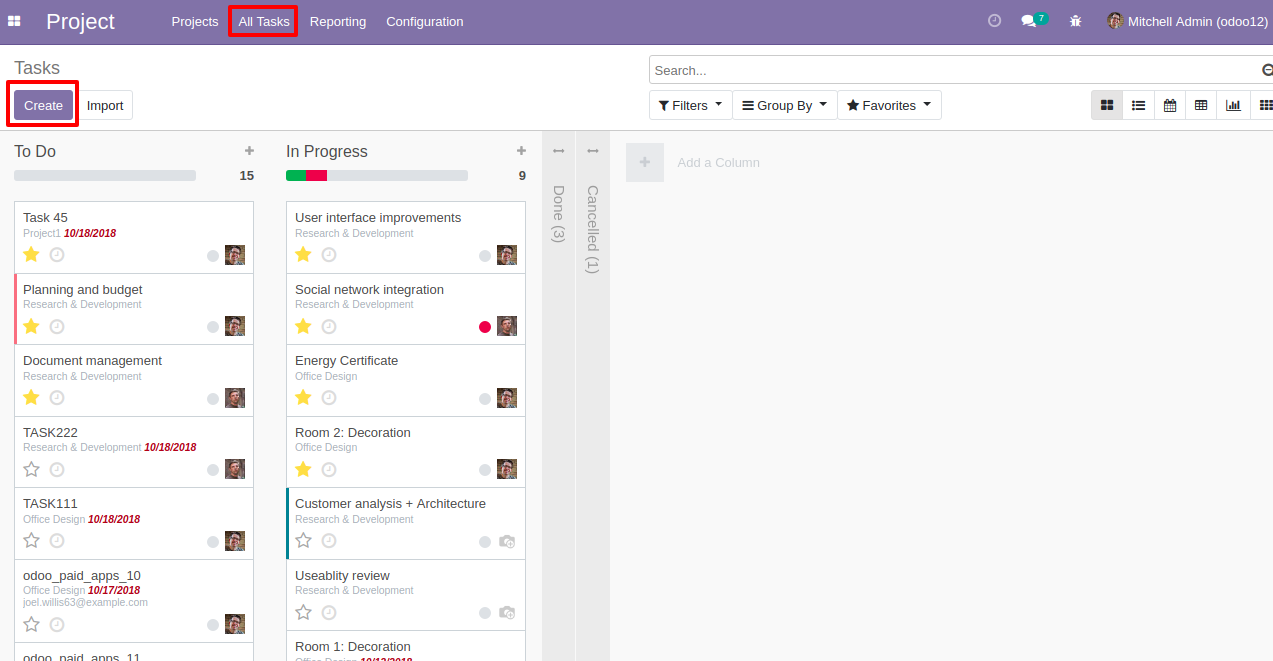 Project
Projects
All Tasks
Reporting
Configuration
7
Mitchell Admin (odoo12)
Tasks
Search...
Create
Import
Filters
Group By
Favorites
To Do
15
Task 45
Project1 10/18/2018
Planning and budget
Research & Development
Document management
Research & Development
TASK222
Research & Development 10/18/2018
TASK111
Office Design 10/18/2018
odoo_paid_apps_10
Office Design 10/17/2018
joel.willis63@example.com
odoo_paid_apps_11
In Progress
9
User interface improvements
Research & Development
Social network integration
Research & Development
Energy Certificate
Office Design
Room 2: Decoration
Office Design
Customer analysis + Architecture
Research & Development
Useablity review
Research & Development
Room 1: Decoration
Office Design 10/13/2018
Done (3)
Cancelled (1)
Add a Column